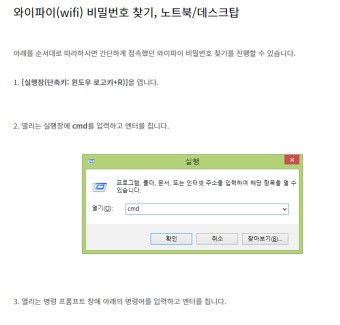 와이파이(wifi) 비밀번호 찾기, 노트북/데스크탑
아래를 순서대로 따라하시면 간단하게 접속했던 와이파이 비밀번호 찾기를 진행할 수 있습니다.
1. [실행창(단축키: 윈도우 로고키+R)]을 엽니다.
2. 열리는 실행창에 cmd를 입력하고 엔터를 칩니다.
실행
프로그램, 폴더, 문서, 또는 인터넷 주소를 입력하여 해당 항목을 열 수
있습니다.
열기(O):
cmd
확인
취소
찾아보기(B)...
3. 열리는 명령 프롬프트 창에 아래의 명령어를 입력하고 엔터를 칩니다.